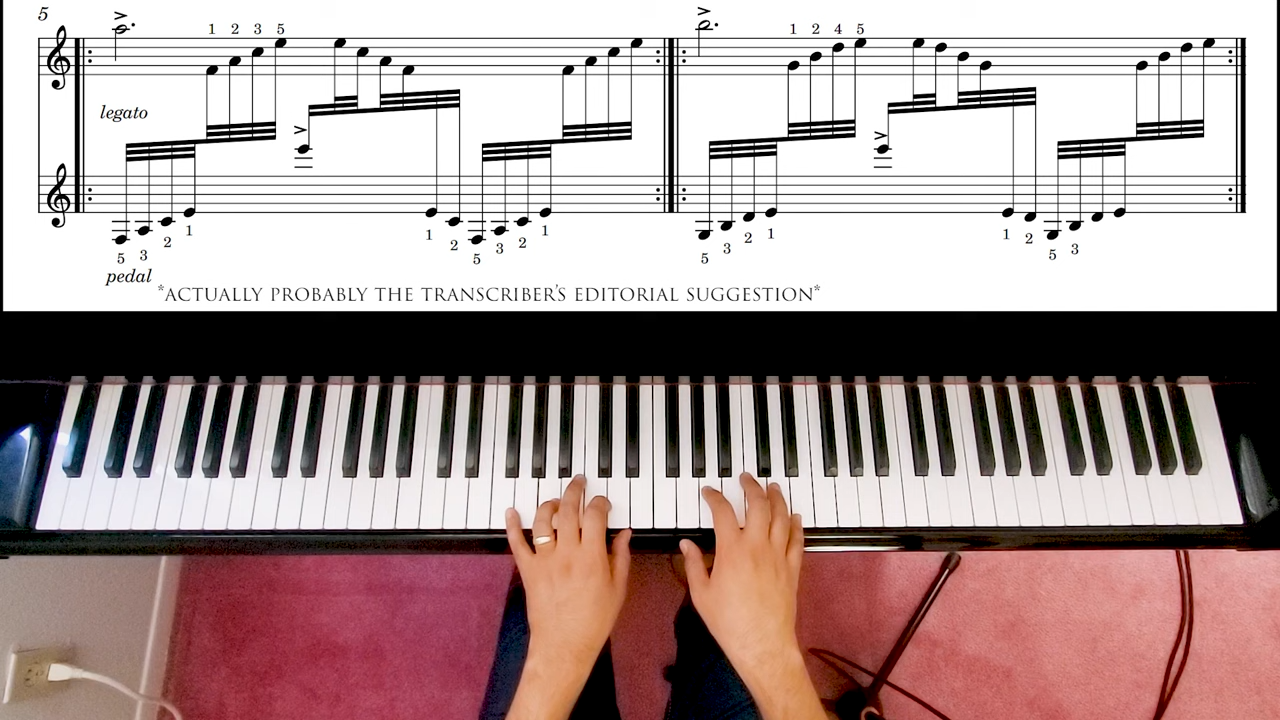 5
1 2 3 5 1 2 4 5
legato
5 3 2 1 1 2 5 3 2 1 5 3 2 1 1 2 5 3
pedal
*ACTUALLY PROBABLY THE TRANSCRIBER'S EDITORIAL SUGGESTION*